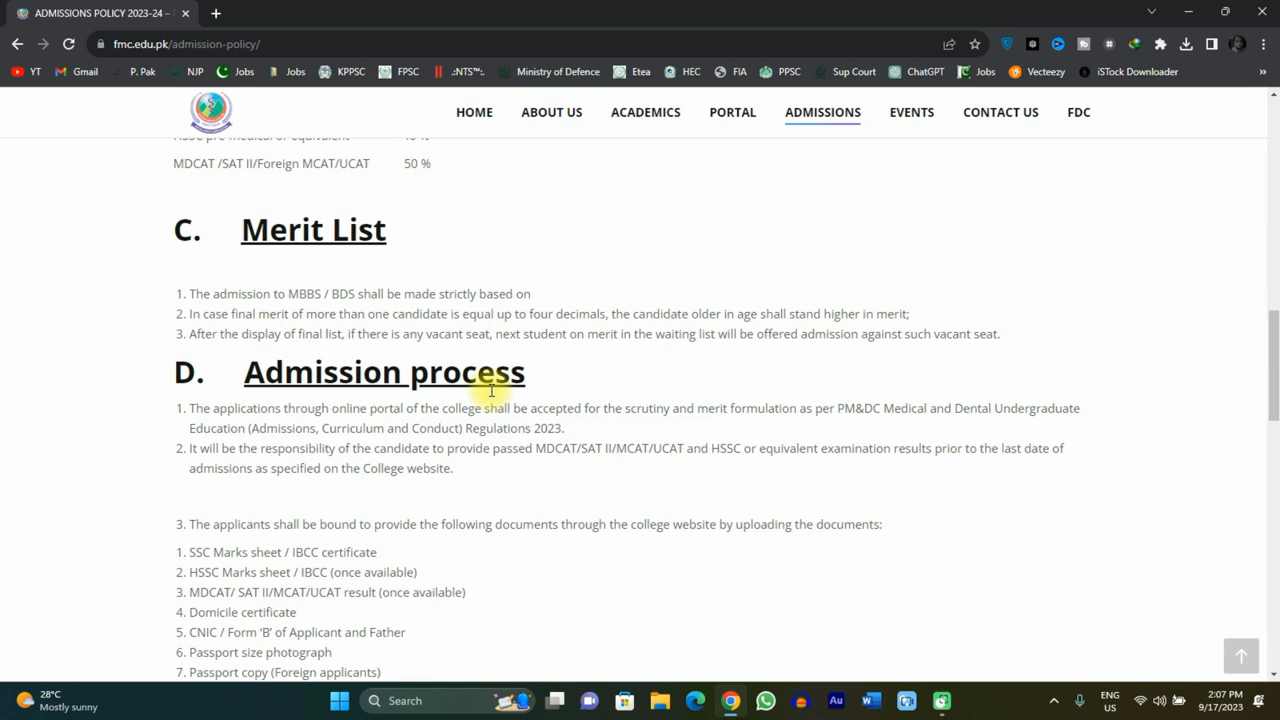 ADMISSIONS POLICY 2023-24 –
fmc.edu.pk/admission-policy/
YT Gmail P. Pak NJP Jobs Jobs KPPSC FPSC .:NTS™:. Ministry of Defence Etea HEC FIA PPSC Sup Court ChatGPT Jobs Vecteezy iSTock Downloader »
HOME ABOUT US ACADEMICS PORTAL ADMISSIONS EVENTS CONTACT US FDC
HSSC pre-medical or equivalent 40 %
MDCAT /SAT II/Foreign MCAT/UCAT 50 %
C. Merit List
1. The admission to MBBS / BDS shall be made strictly based on
2. In case final merit of more than one candidate is equal up to four decimals, the candidate older in age shall stand higher in merit;
3. After the display of final list, if there is any vacant seat, next student on merit in the waiting list will be offered admission against such vacant seat.
D. Admission process
1. The applications through online portal of the college shall be accepted for the scrutiny and merit formulation as per PM&DC Medical and Dental Undergraduate
Education (Admissions, Curriculum and Conduct) Regulations 2023.
2. It will be the responsibility of the candidate to provide passed MDCAT/SAT II/MCAT/UCAT and HSSC or equivalent examination results prior to the last date of
admissions as specified on the College website.
3. The applicants shall be bound to provide the following documents through the college website by uploading the documents:
1. SSC Marks sheet / IBCC certificate
2. HSSC Marks sheet / IBCC (once available)
3. MDCAT/ SAT II/MCAT/UCAT result (once available)
4. Domicile certificate
5. CNIC / Form ‘B’ of Applicant and Father
6. Passport size photograph
7. Passport copy (Foreign applicants)
28°C
Mostly sunny
Search
ENG
US
2:07 PM
9/17/2023